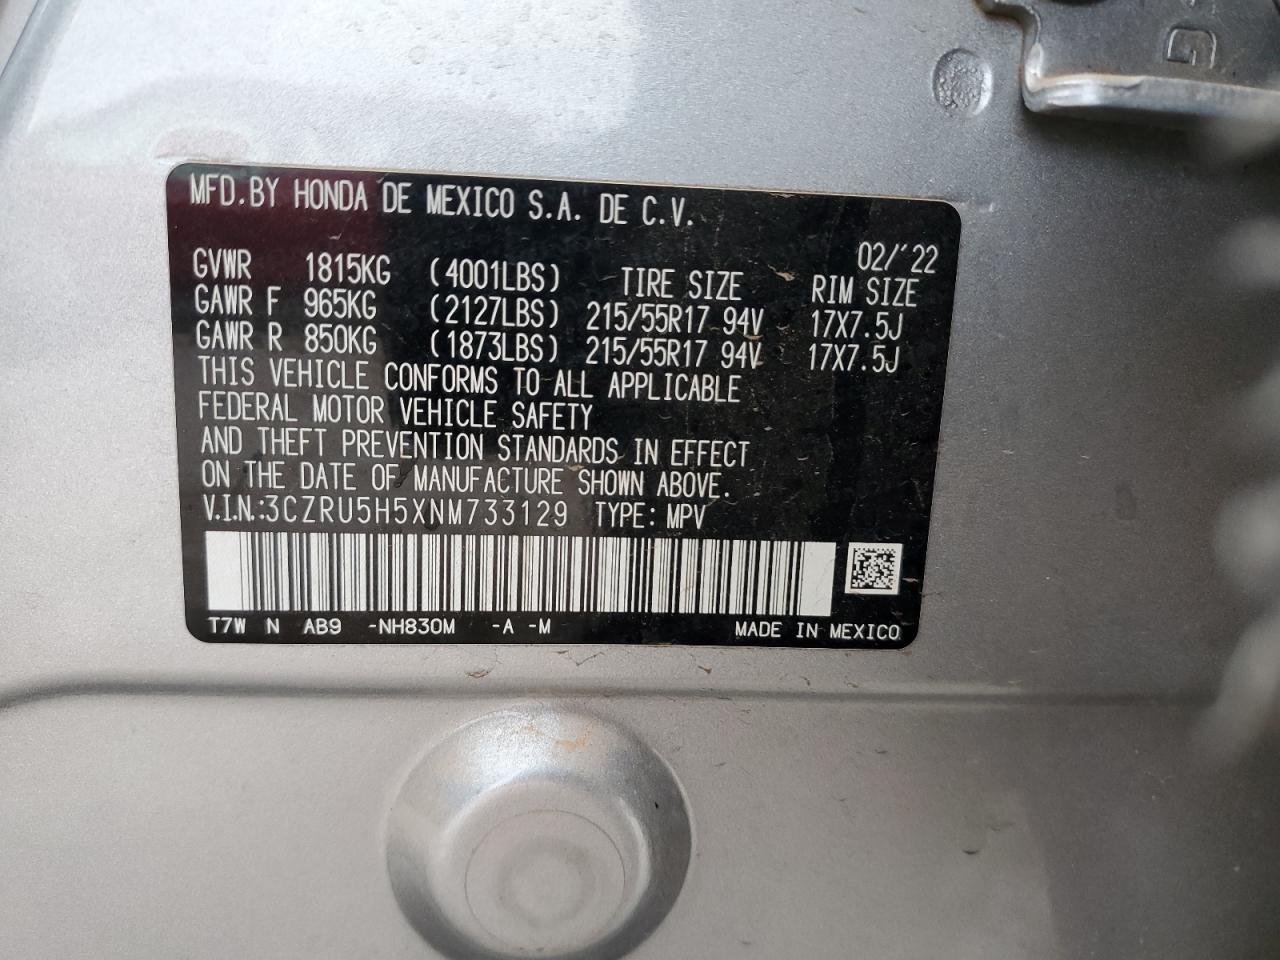 G
MFD.BY HONDA DE MEXICO S.A. DE C.V.
02/'22
GVWR 1815KG (4001LBS) TIRE SIZE RIM SIZE
GAWR F 965KG (2127LBS) 215/55R17 94V 17X7.5J
GAWR R 850KG (1873LBS) 215/55R17 94V 17X7.5J
THIS VEHICLE CONFORMS TO ALL APPLICABLE
FEDERAL MOTOR VEHICLE SAFETY
AND THEFT PREVENTION STANDARDS IN EFFECT
ON THE DATE OF MANUFACTURE SHOWN ABOVE.
V.I.N.:3CZRU5H5XNM733129 TYPE: MPV
T7W N AB9 -NH830M -A -M MADE IN MEXICO